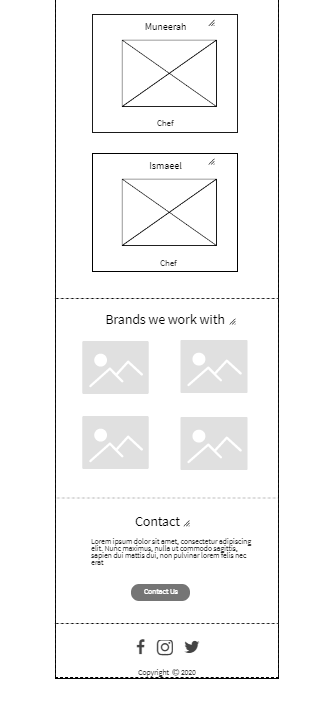 Muneerah
Chef
Ismaeel
Chef
Brands we work with
Contact
Lorem ipsum dolor sit amet, consectetur adipiscing
elit. Nunc maximus, nulla ut commodo sagittis,
sapien dui mattis dui, non pulvinar lorem felis nec
erat
Contact Us
Copyright © 2020